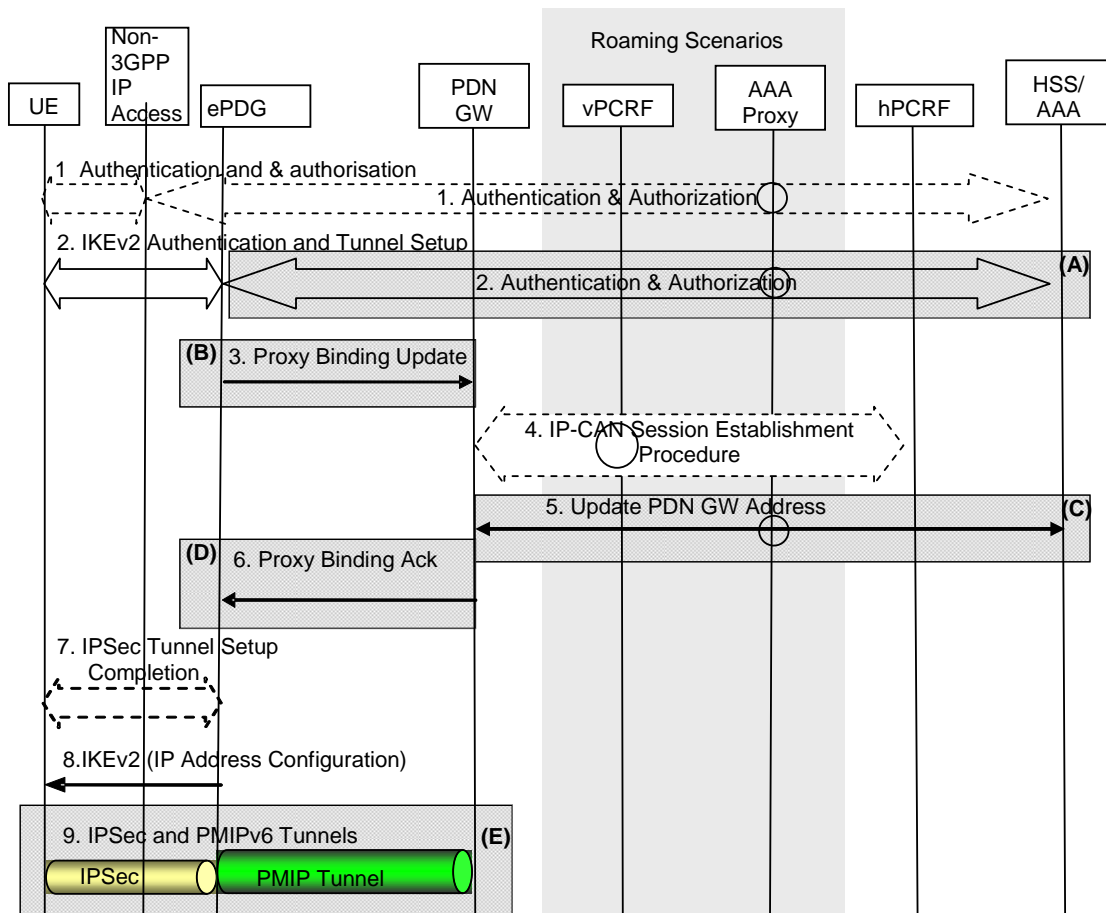 Roaming Scenarios
Non-
3GPP
IP
Access
UE
ePDG
PDN
GW
vPCRF
AAA
Proxy
hPCRF
HSS/
AAA
1 Authentication and & authorisation
1. Authentication & Authorization
2. IKEv2 Authentication and Tunnel Setup
(A)
2. Authentication & Authorization
(B)
3. Proxy Binding Update
4. IP-CAN Session Establishment
Procedure
5. Update PDN GW Address
(C)
(D)
6. Proxy Binding Ack
7. IPSec Tunnel Setup
Completion
8.IKEv2 (IP Address Configuration)
9. IPSec and PMIPv6 Tunnels
(E)
IPSec
PMIP Tunnel